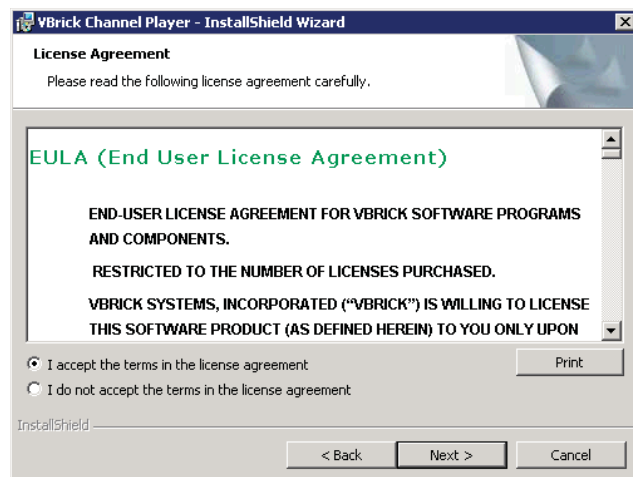 VBrick Channel Player - InstallShield Wizard
License Agreement
Please read the following license agreement carefully.
EULA (End User License Agreement)
END-USER LICENSE AGREEMENT FOR VBRICK SOFTWARE PROGRAMS
AND COMPONENTS.
RESTRICTED TO THE NUMBER OF LICENSES PURCHASED.
VBRICK SYSTEMS, INCORPORATED (“VBRICK”) IS WILLING TO LICENSE
THIS SOFTWARE PRODUCT (AS DEFINED HEREIN) TO YOU ONLY UPON
I accept the terms in the license agreement
Print
I do not accept the terms in the license agreement
InstallShield
< Back
Next >
Cancel